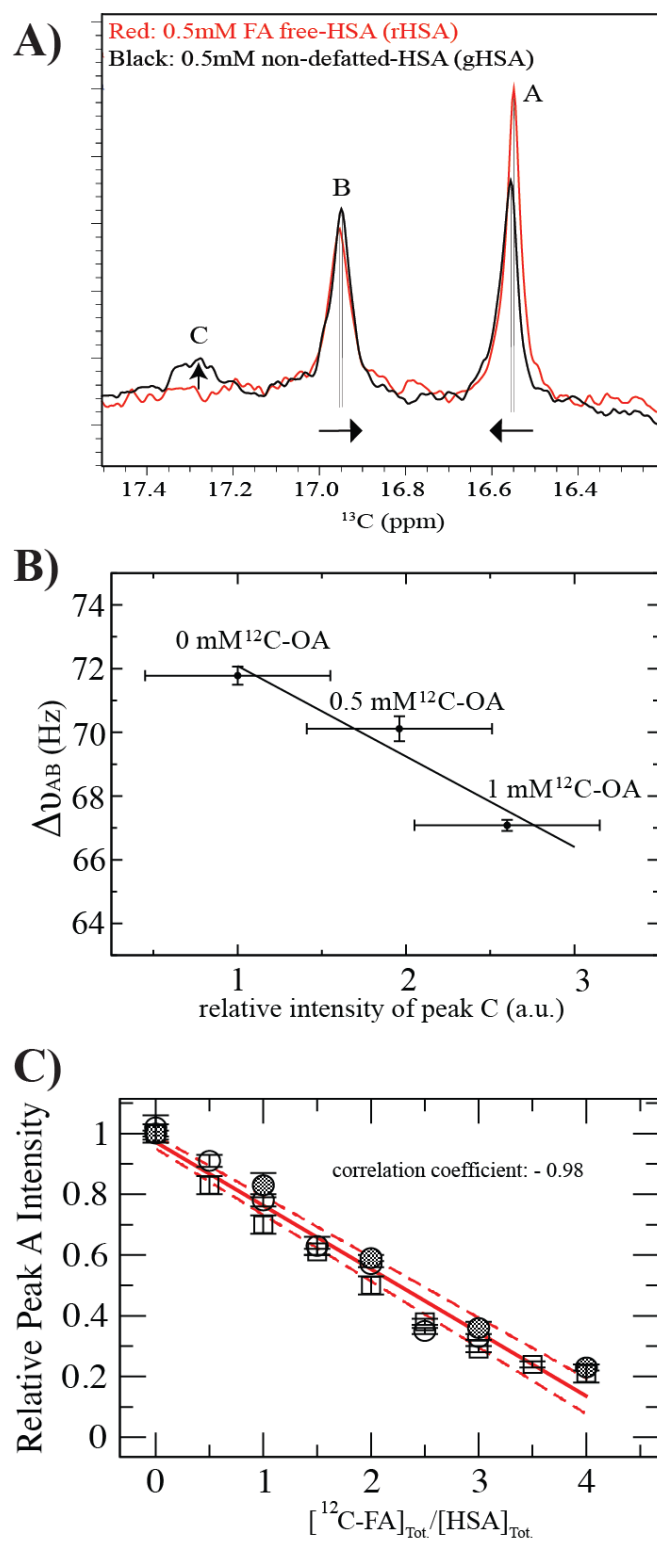 A)
Red: 0.5mM FA free-HSA (rHSA)
Black: 0.5mM non-defatted-HSA (gHSA)
A
B
C
17.4 17.2 17.0 16.8 16.6 16.4
¹³C (ppm)
B)
74
72
70
68
66
64
ΔυAB (Hz)
0 mM ¹²C-OA
0.5 mM ¹²C-OA
1 mM ¹²C-OA
1 2 3
relative intensity of peak C (a.u.)
C)
1
0.8
0.6
0.4
0.2
0
Relative Peak A Intensity
correlation coefficient: - 0.98
0 1 2 3 4
[¹²C-FA]Tot./[HSA]Tot.